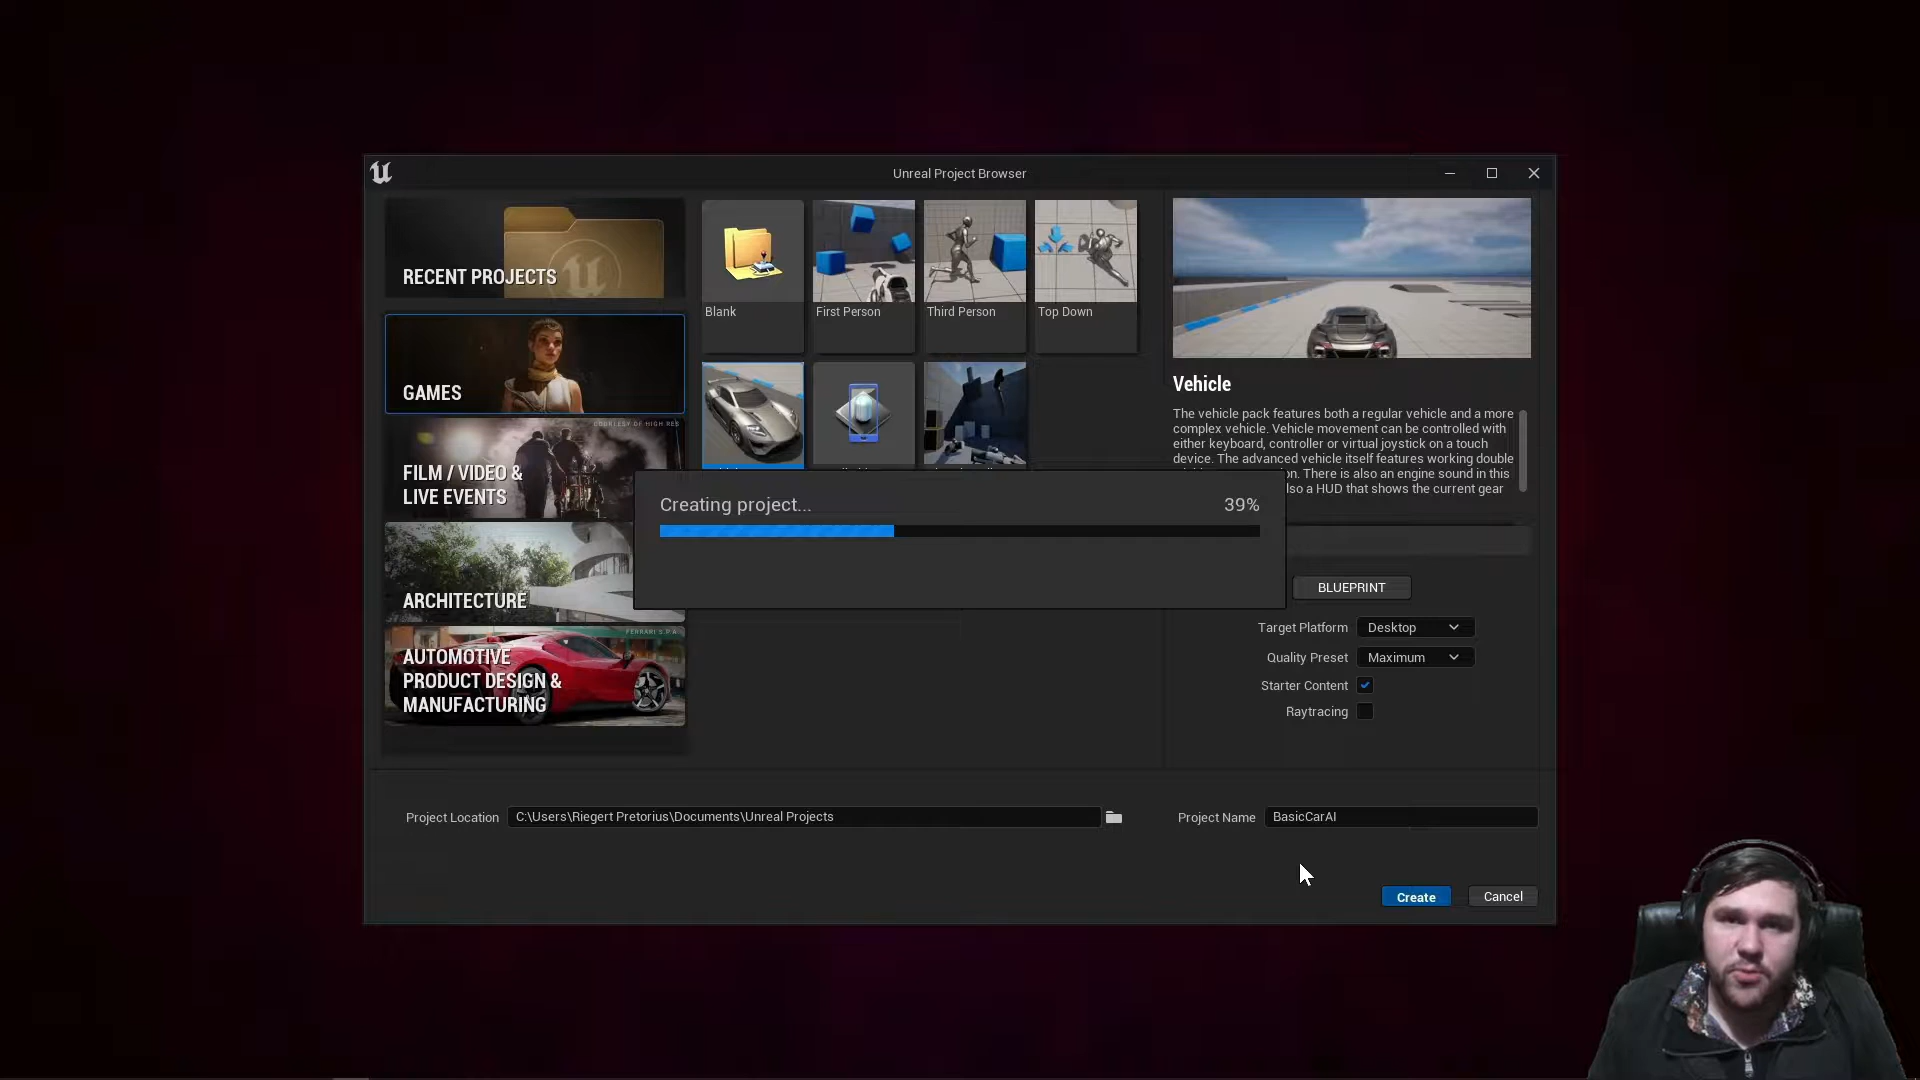 Unreal Project Browser
RECENT PROJECTS
GAMES
COURTESY OF HIGH RES
FILM / VIDEO &
LIVE EVENTS
ARCHITECTURE
FERRARI S.P.A
AUTOMOTIVE
PRODUCT DESIGN &
MANUFACTURING
Blank
First Person
Third Person
Top Down
Vehicle
The vehicle pack features both a regular vehicle and a more
complex vehicle. Vehicle movement can be controlled with
either keyboard, controller or virtual joystick on a touch
device. The advanced vehicle itself features working double
There is also an engine sound in this
a HUD that shows the current gear
Creating project...
39%
BLUEPRINT
Target Platform
Desktop
Quality Preset
Maximum
Starter Content
Raytracing
Project Location
C:\Users\Riegert Pretorius\Documents\Unreal Projects
Project Name
BasicCarAI
Create
Cancel